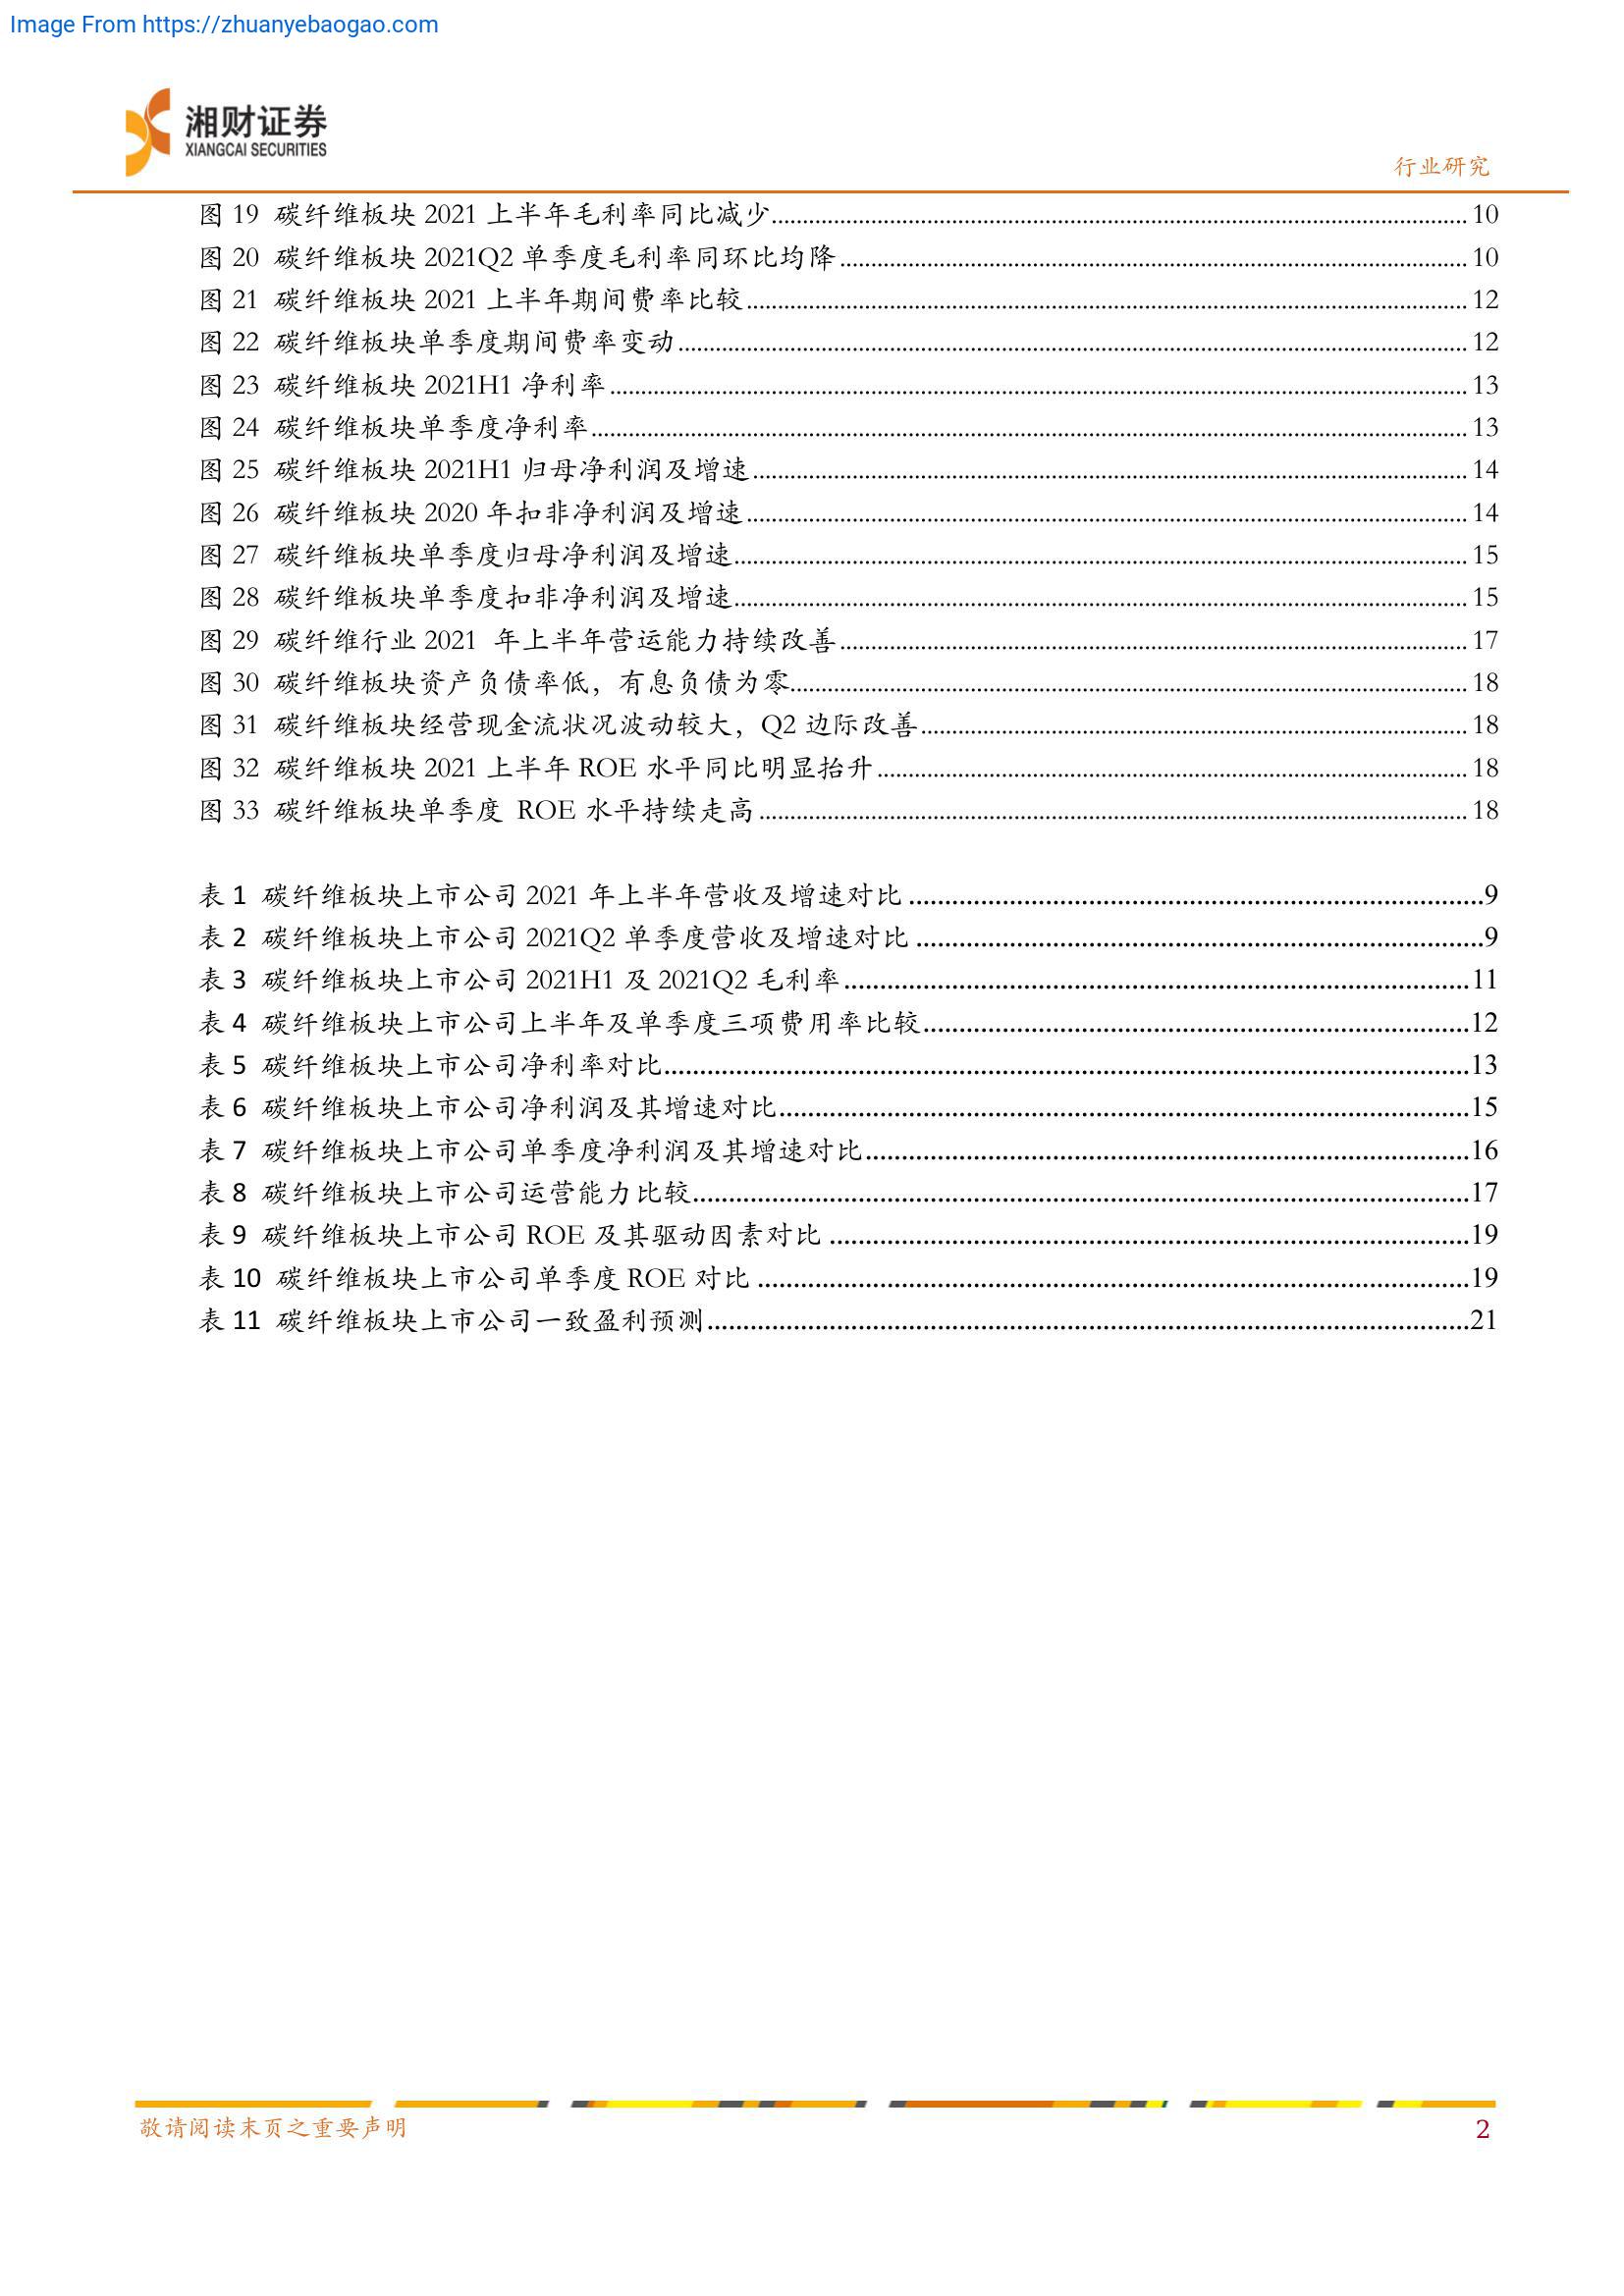 Image From https://zhuanyebaogao.com
湘财证券
XIANGCAI SECURITIES
行业研究
图 19 碳纤维板块 2021 上半年毛利率同比减少 10
图 20 碳纤维板块 2021Q2 单季度毛利率同环比均降 10
图 21 碳纤维板块 2021 上半年期间费率比较 12
图 22 碳纤维板块单季度期间费率变动 12
图 23 碳纤维板块 2021H1 净利率 13
图 24 碳纤维板块单季度净利率 13
图 25 碳纤维板块 2021H1 归母净利润及增速 14
图 26 碳纤维板块 2020 年扣非净利润及增速 14
图 27 碳纤维板块单季度归母净利润及增速 15
图 28 碳纤维板块单季度扣非净利润及增速 15
图 29 碳纤维行业 2021 年上半年营运能力持续改善 17
图 30 碳纤维板块资产负债率低，有息负债为零 18
图 31 碳纤维板块经营现金流状况波动较大，Q2 边际改善 18
图 32 碳纤维板块 2021 上半年 ROE 水平同比明显抬升 18
图 33 碳纤维板块单季度 ROE 水平持续走高 18
表 1 碳纤维板块上市公司 2021 年上半年营收及增速对比 9
表 2 碳纤维板块上市公司 2021Q2 单季度营收及增速对比 9
表 3 碳纤维板块上市公司 2021H1 及 2021Q2 毛利率 11
表 4 碳纤维板块上市公司上半年及单季度三项费用率比较 12
表 5 碳纤维板块上市公司净利率对比 13
表 6 碳纤维板块上市公司净利润及其增速对比 15
表 7 碳纤维板块上市公司单季度净利润及其增速对比 16
表 8 碳纤维板块上市公司运营能力比较 17
表 9 碳纤维板块上市公司 ROE 及其驱动因素对比 19
表 10 碳纤维板块上市公司单季度 ROE 对比 19
表 11 碳纤维板块上市公司一致盈利预测 21
敬请阅读末页之重要声明
2